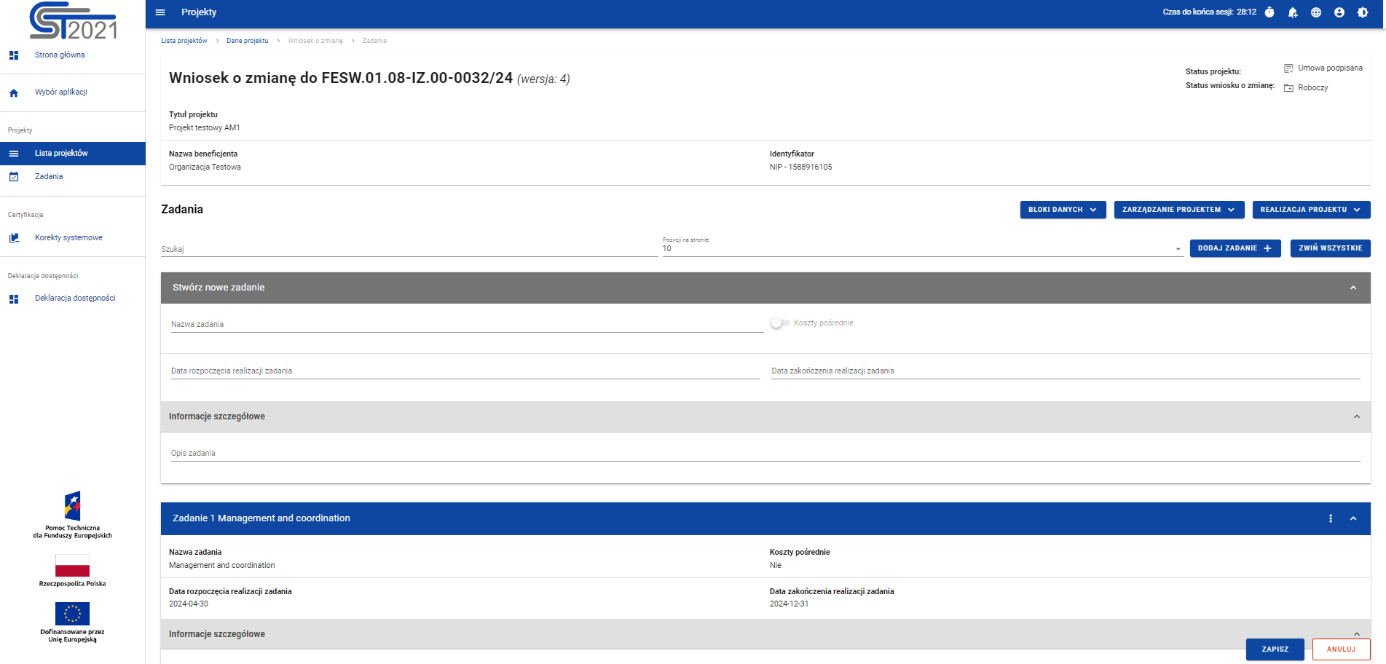 CST2021
Projekty
Czas do końca sesji: 28:12
Strona główna
Wybór aplikacji
Projekty
Lista projektów
Zadania
Certyfikacja
Korekty systemowe
Deklaracja dostępności
Deklaracja dostępności
Pomoc Techniczna
dla Funduszy Europejskich
Rzeczpospolita Polska
Dofinansowane przez
Unię Europejską
Lista projektów > Dane projektu > Wniosek o zmianę > Zadania
Wniosek o zmianę do FESW.01.08-IZ.00-0032/24 (wersja: 4)
Status projektu: Umowa podpisana
Status wniosku o zmianę: Roboczy
Tytuł projektu
Projekt testowy AM1
Nazwa beneficjenta
Organizacja Testowa
Identyfikator
NIP - 1588916105
Zadania
BLOKI DANYCH
ZARZĄDZANIE PROJEKTEM
REALIZACJA PROJEKTU
Szukaj
Pozycji na stronie:
10
DODAJ ZADANIE +
ZWIŃ WSZYSTKIE
Stwórz nowe zadanie
Nazwa zadania
Koszty pośrednie
Data rozpoczęcia realizacji zadania
Data zakończenia realizacji zadania
Informacje szczegółowe
Opis zadania
Zadanie 1 Management and coordination
Nazwa zadania
Management and coordination
Koszty pośrednie
Nie
Data rozpoczęcia realizacji zadania
2024-04-30
Data zakończenia realizacji zadania
2024-12-31
Informacje szczegółowe
ZAPISZ
ANULUJ